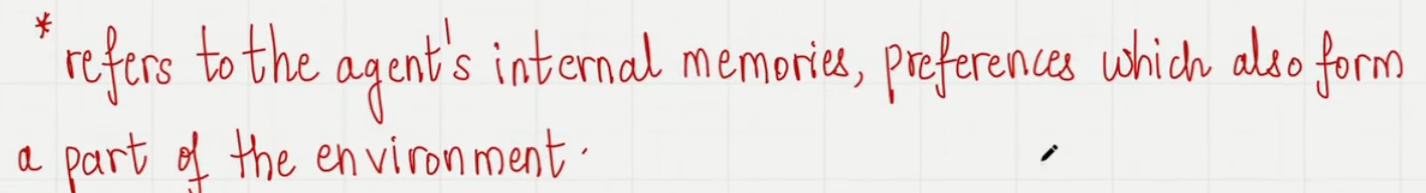 * refers to the agent's internal memories, preferences which also form
a part of the environment.